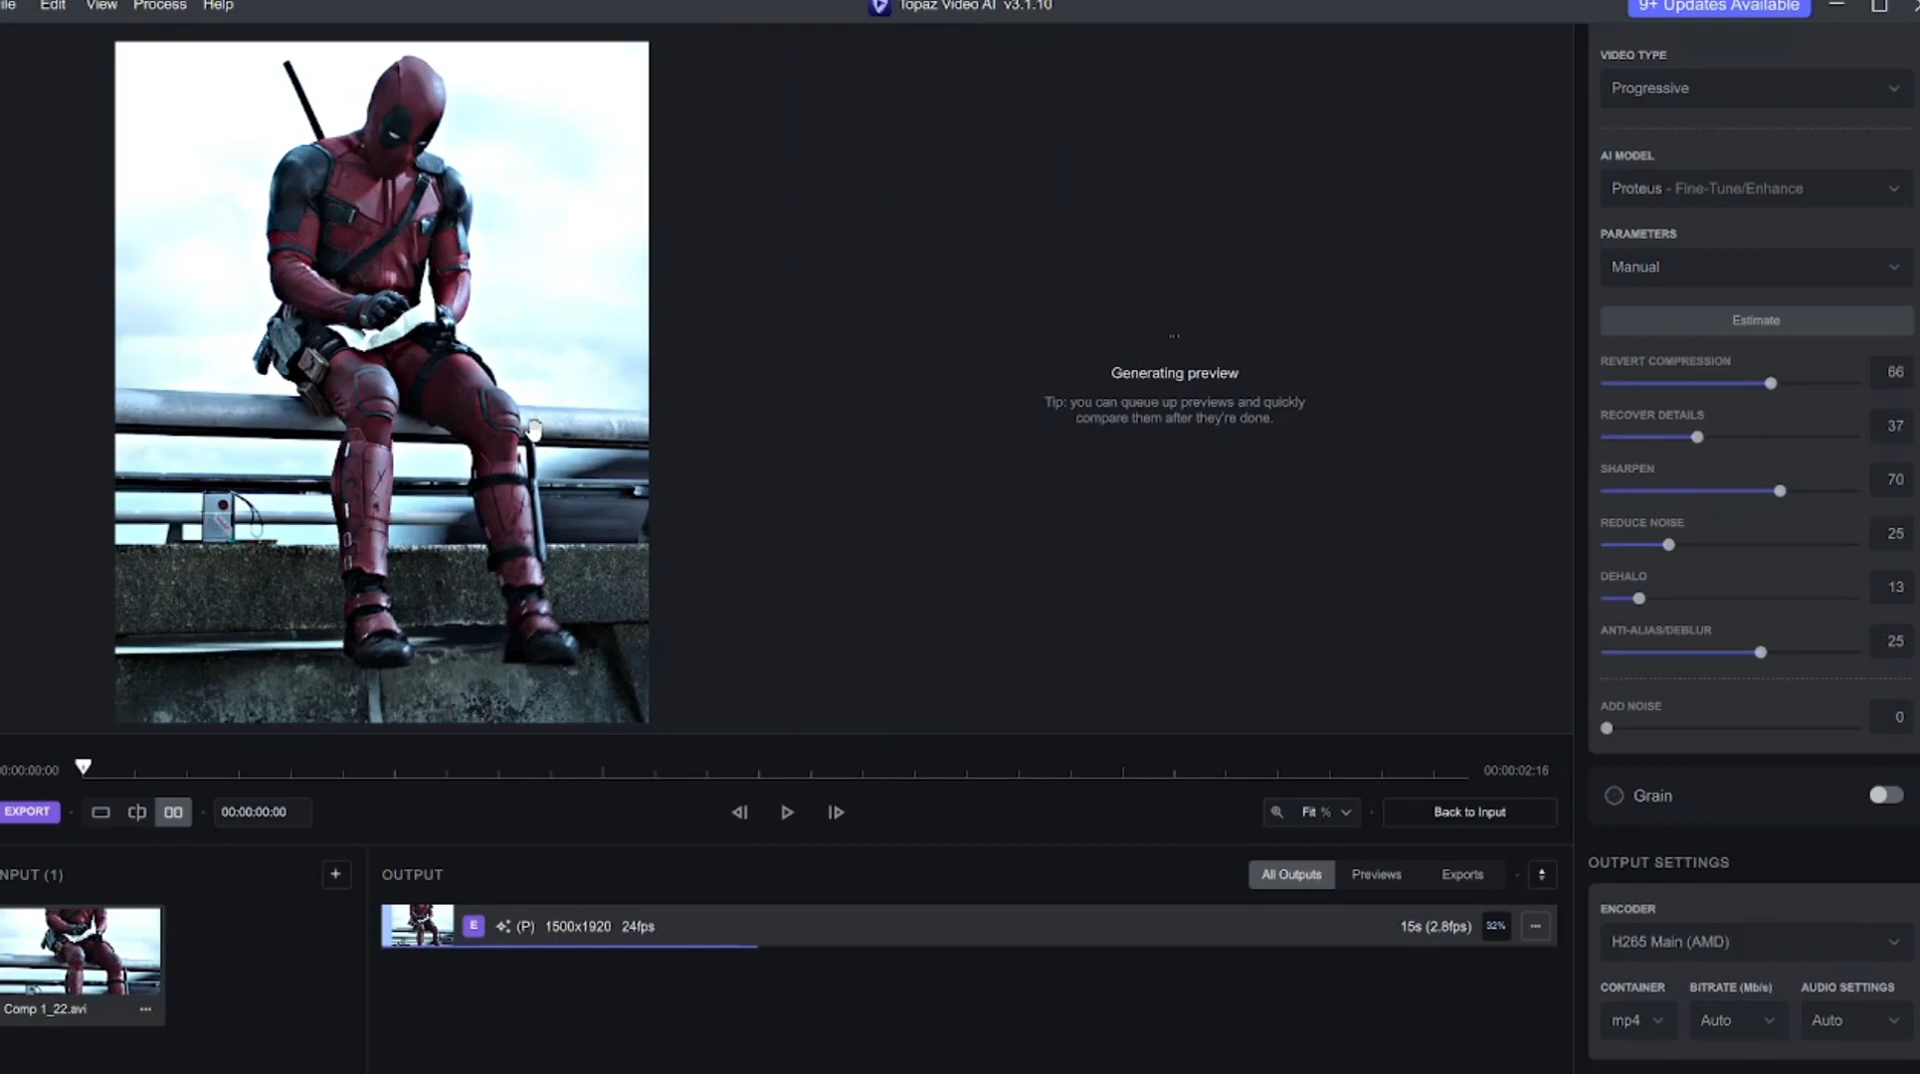 Edit View Process Help
Topaz Video AI v3.1.10
9+ Updates Available
VIDEO TYPE
Progressive
AI MODEL
Proteus - Fine-Tune/Enhance
PARAMETERS
Manual
Estimate
REVERT COMPRESSION
66
RECOVER DETAILS
37
SHARPEN
70
REDUCE NOISE
25
DEHALO
13
ANTI-ALIAS/DEBLUR
25
ADD NOISE
0
Grain
...
Generating preview
Tip: you can queue up previews and quickly
compare them after they're done.
0:00:00:00
00:00:02:16
EXPORT
00:00:00:00
Fit %
Back to Input
NPUT (1)
+
OUTPUT
All Outputs Previews Exports
E (P) 1500x1920 24fps
15s (2.8fps) 32% ...
Comp 1_22.avi ...
OUTPUT SETTINGS
ENCODER
H265 Main (AMD)
CONTAINER BITRATE (Mb/s) AUDIO SETTINGS
mp4 Auto Auto